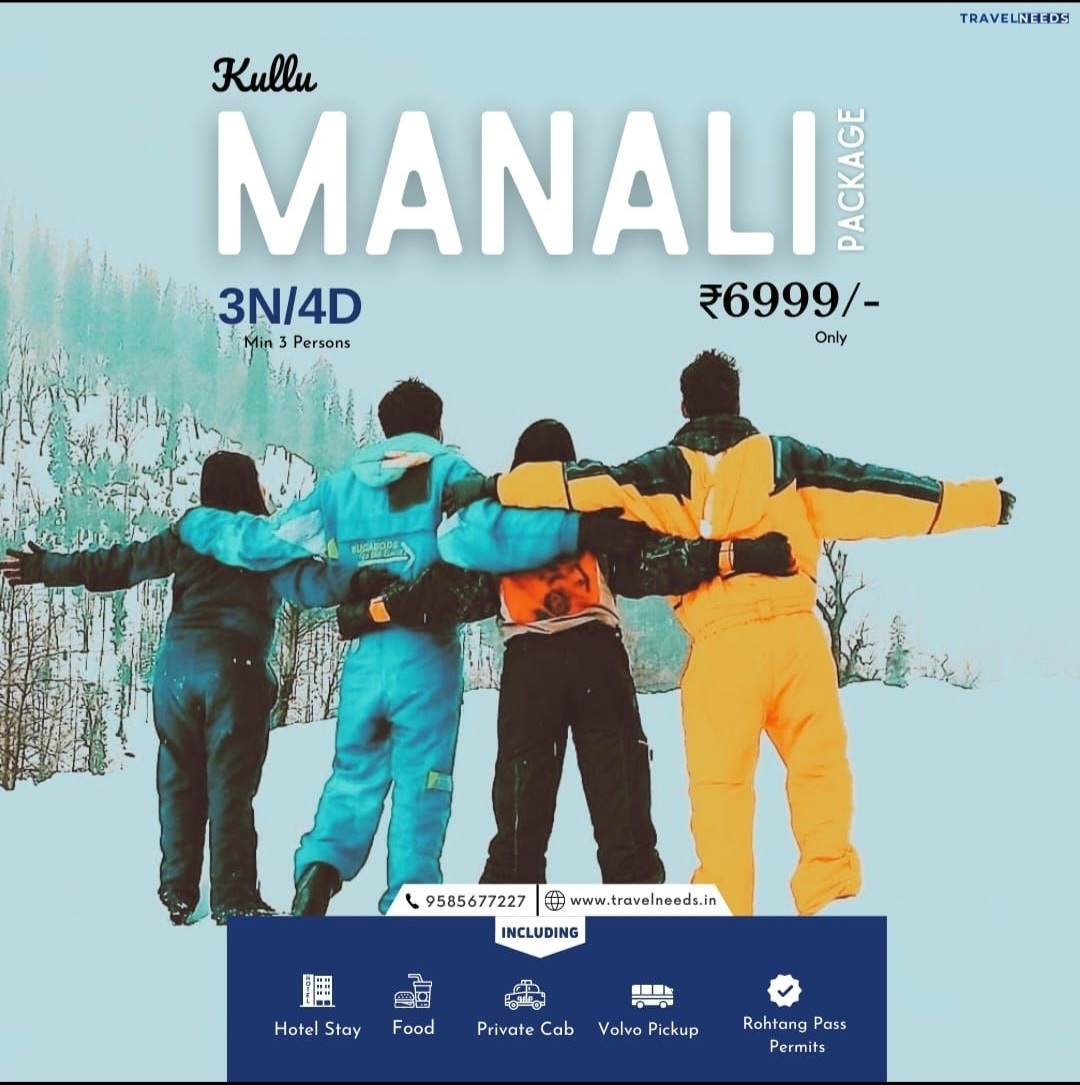 TRAVELNEEDS
Kullu
MANALI
PACKAGE
3N/4D
Min 3 Persons
₹6999/-
Only
9585677227
www.travelneeds.in
INCLUDING
HOTEL
Hotel Stay
Food
Private Cab
Volvo Pickup
Rohtang Pass
Permits